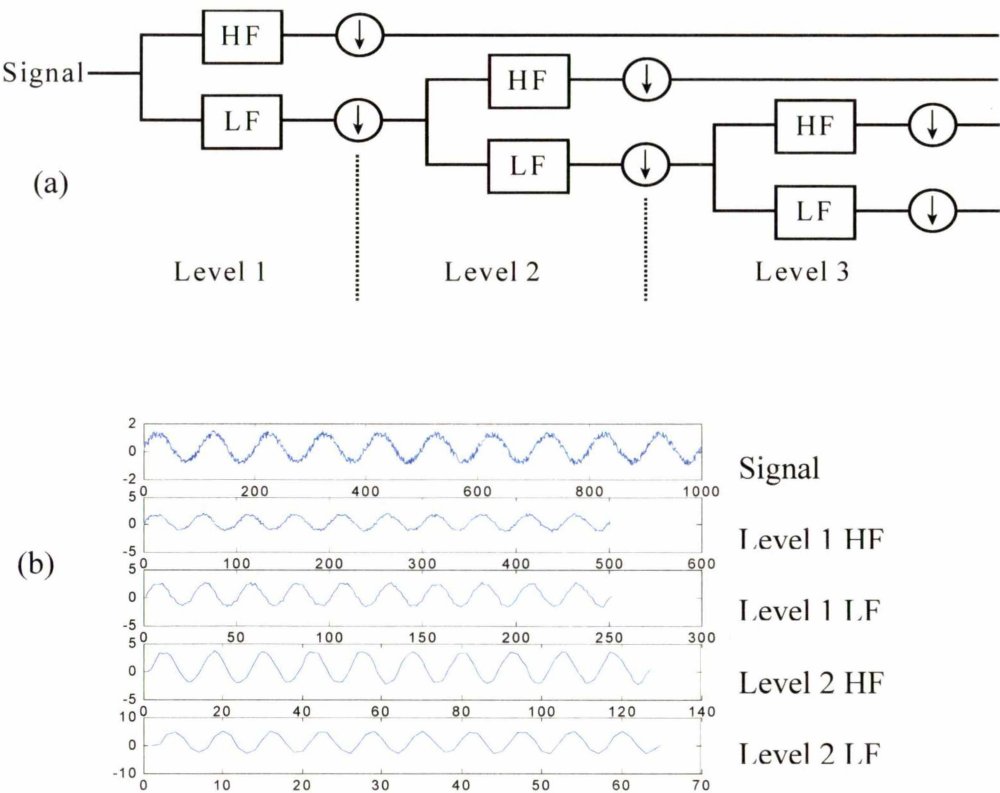 HF
Signal
HF
LF
HF
LF
(a)
LF
Level 1
Level 2
Level 3
2
0
-2
0 200 400 600 800 1000
Signal
5
0
-5
0 100 200 300 400 500 600
Level 1 HF
(b)
5
0
-5
0 50 100 150 200 250 300
Level 1 LF
5
0
-5
0 20 40 60 80 100 120 140
Level 2 HF
10
0
-10
0 10 20 30 40 50 60 70
Level 2 LF